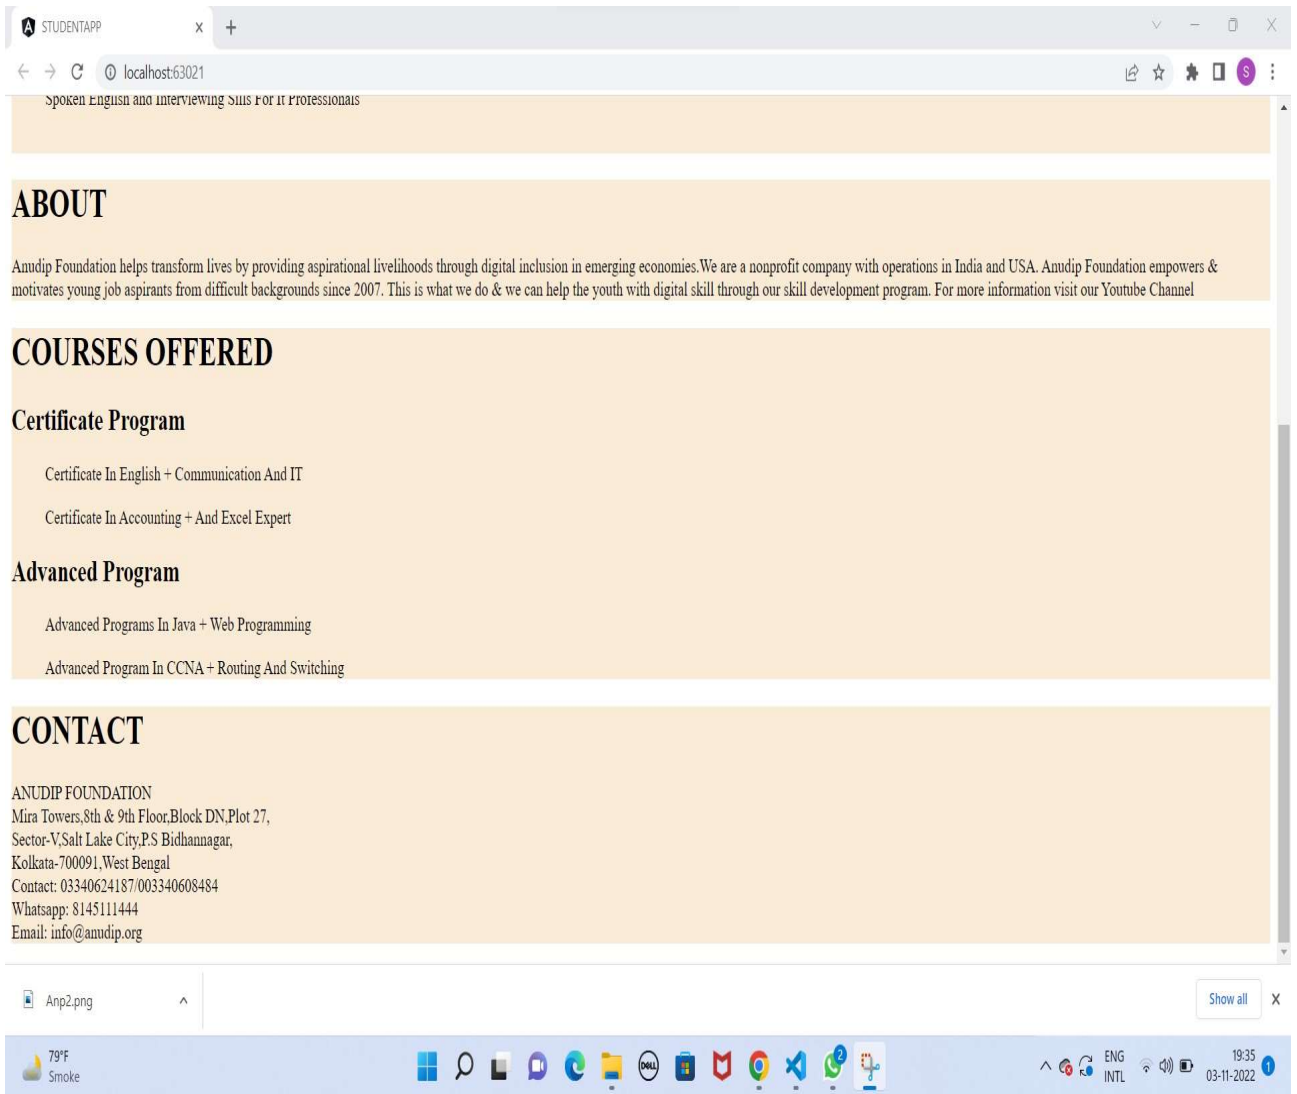 STUDENTAPP
localhost:63021
S
Spoken English and Interviewing Sills For It Professionals
ABOUT
Anudip Foundation helps transform lives by providing aspirational livelihoods through digital inclusion in emerging economies.We are a nonprofit company with operations in India and USA. Anudip Foundation empowers &
motivates young job aspirants from difficult backgrounds since 2007. This is what we do & we can help the youth with digital skill through our skill development program. For more information visit our Youtube Channel
COURSES OFFERED
Certificate Program
Certificate In English + Communication And IT
Certificate In Accounting + And Excel Expert
Advanced Program
Advanced Programs In Java + Web Programming
Advanced Program In CCNA + Routing And Switching
CONTACT
ANUDIP FOUNDATION
Mira Towers,8th & 9th Floor,Block DN,Plot 27,
Sector-V,Salt Lake City,P.S Bidhannagar,
Kolkata-700091,West Bengal
Contact: 03340624187/003340608484
Whatsapp: 8145111444
Email: info@anudip.org
Anp2.png
Show all
79°F
Smoke
DELL
2
ENG
INTL
19:35
03-11-2022
1